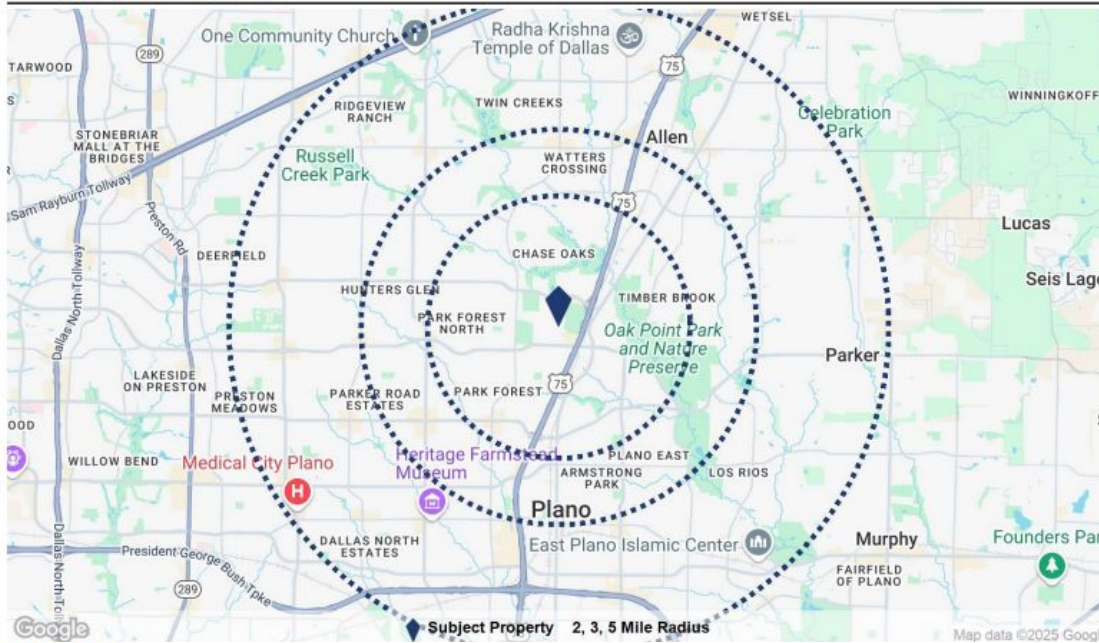 WETSEL
One Community Church
Radha Krishna
Temple of Dallas
289
TARWOOD
75
RIDGEVIEW
RANCH
TWIN CREEKS
WINNINGKOFF
Celebration
Park
STONEBRIAR
MALL AT THE
BRIDGES
Allen
Russell
Creek Park
WATTERS
CROSSING
Sam Rayburn Tollway
75
Preston Rd
Lucas
DEERFIELD
CHASE OAKS
Dallas North Tollway
HUNTERS GLEN
TIMBER BROOK
Seis Lago
PARK FOREST
NORTH
Oak Point Park
and Nature
Preserve
Parker
LAKESIDE
ON PRESTON
75
PRESTON
MEADOWS
PARKER ROAD
ESTATES
PARK FOREST
OOD
WILLOW BEND
Medical City Plano
H
Heritage Farmstead
Museum
PLANO EAST
ARMSTRONG
PARK
LOS RIOS
Plano
DALLAS NORTH
ESTATES
East Plano Islamic Center
Murphy
Founders Par
President George Bush Tpke
FAIRFIELD
OF PLANO
Dallas North Toll
289
75
Google
Subject Property 2, 3, 5 Mile Radius
Map data ©2025 Googl